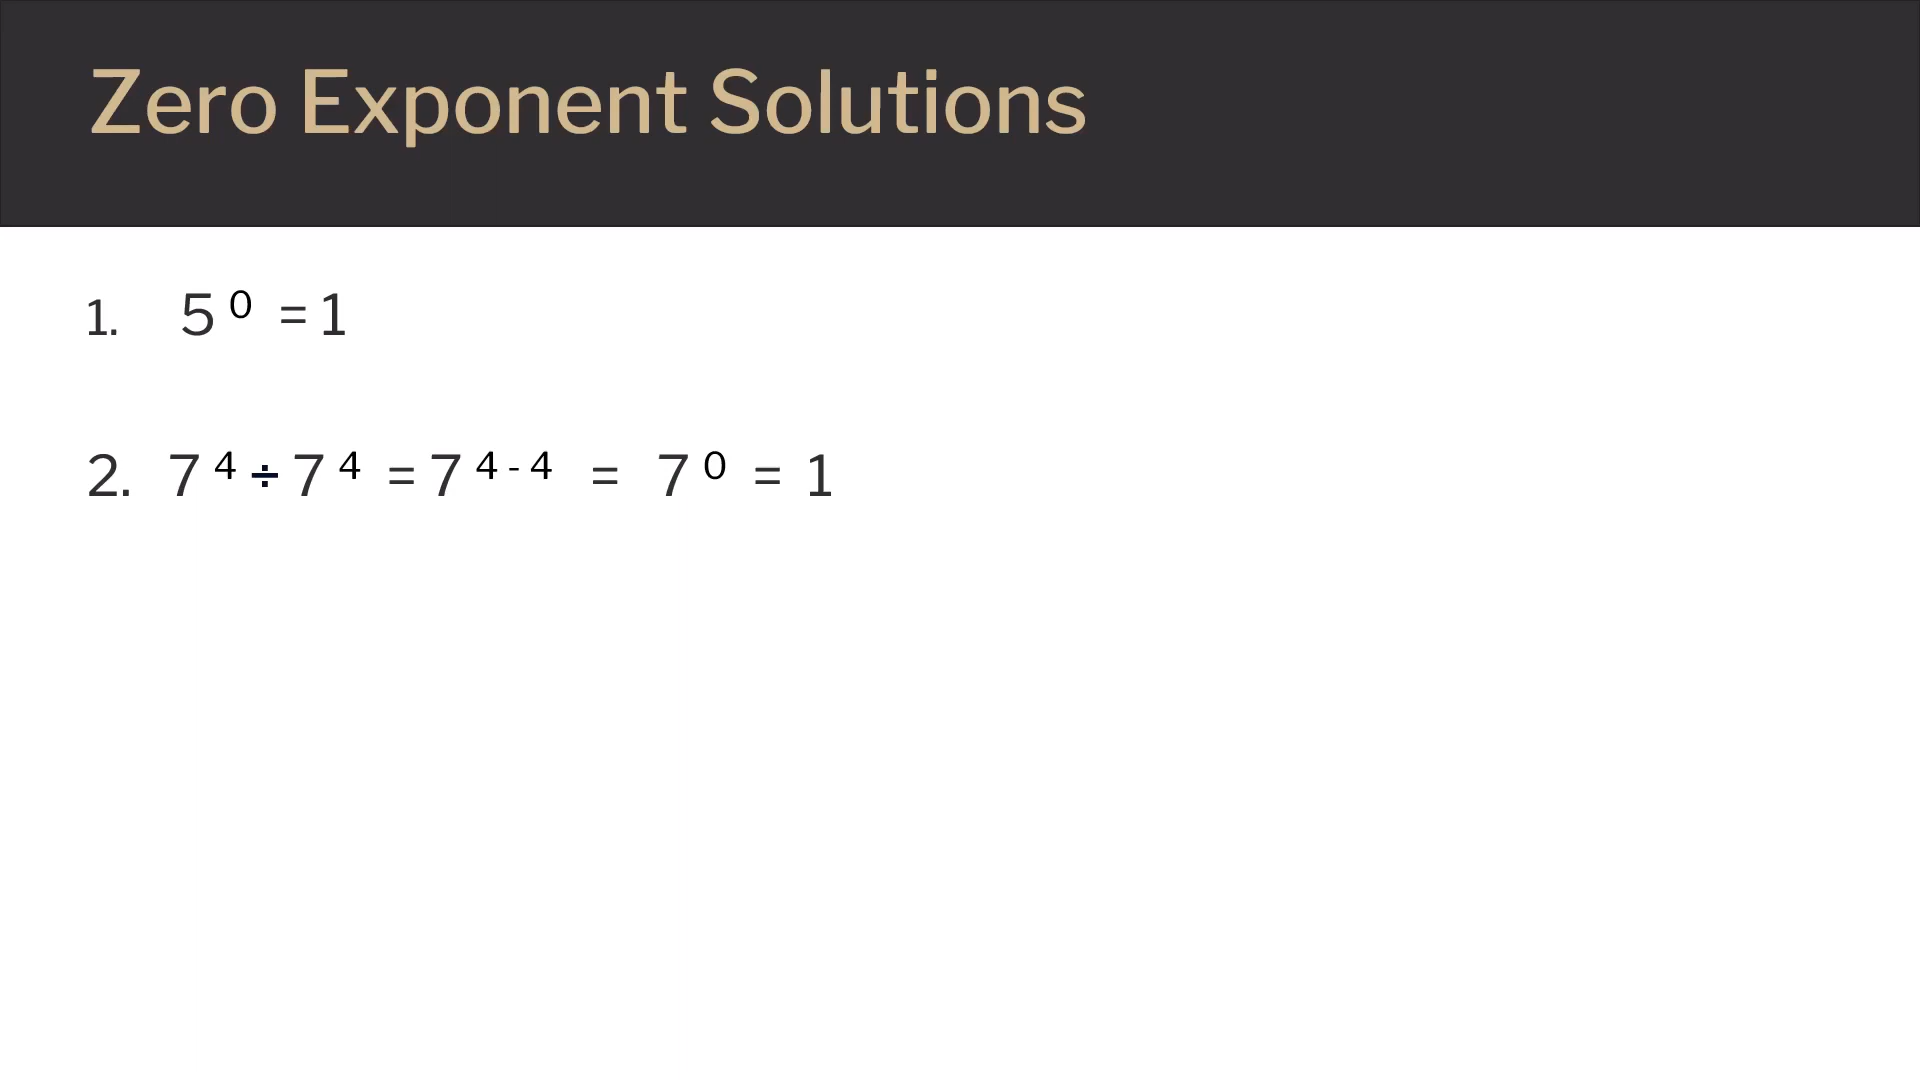 Zero Exponent Solutions
1. 5 ⁰ = 1
2. 7 ⁴ ÷ 7 ⁴ = 7 ⁴ ⁻ ⁴ = 7 ⁰ = 1